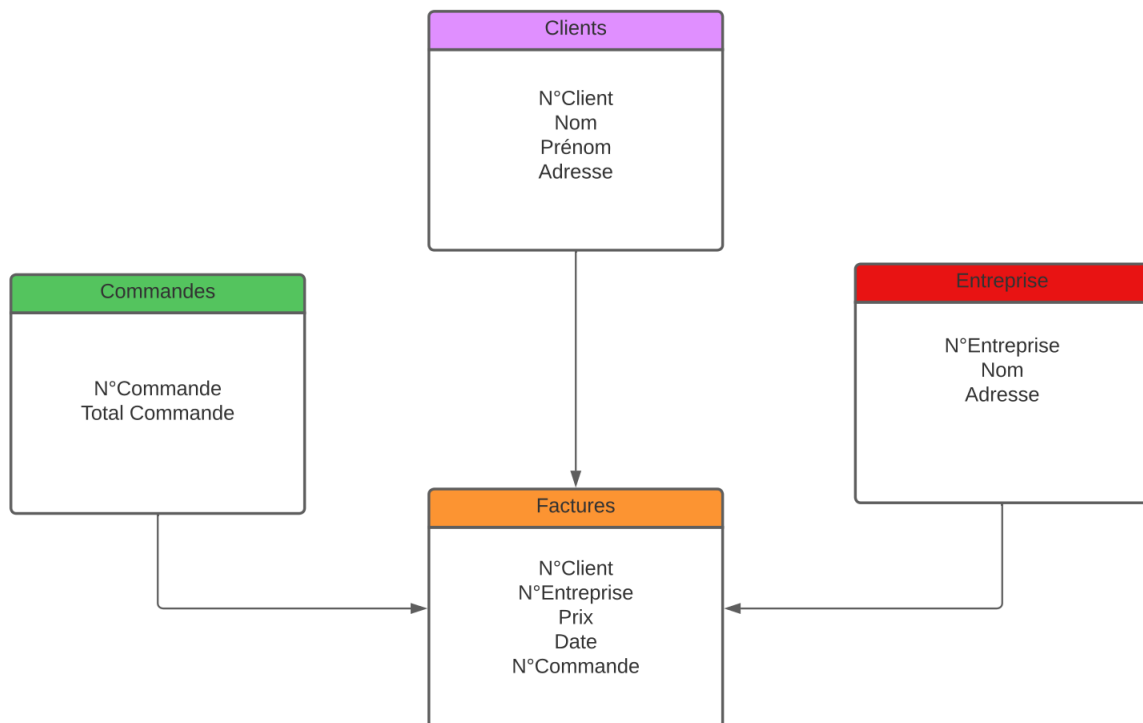 Clients
N°Client
Nom
Prénom
Adresse
Commandes
N°Commande
Total Commande
Entreprise
N°Entreprise
Nom
Adresse
Factures
N°Client
N°Entreprise
Prix
Date
N°Commande